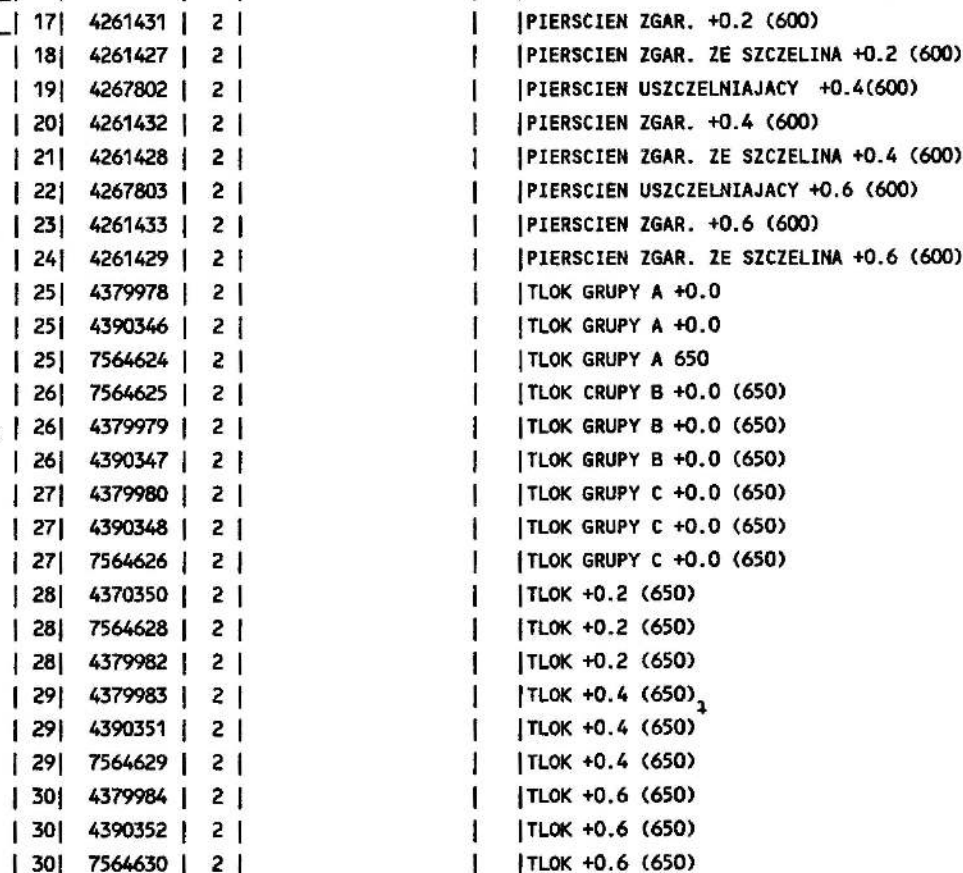 | 17| 4261431 | 2 | | |PIERSCIEN ZGAR. +0.2 (600)
| 18| 4261427 | 2 | | |PIERSCIEN ZGAR. ZE SZCZELINA +0.2 (600)
| 19| 4267802 | 2 | | |PIERSCIEN USZCZELNIAJACY +0.4(600)
| 20| 4261432 | 2 | | |PIERSCIEN ZGAR. +0.4 (600)
| 21| 4261428 | 2 | | |PIERSCIEN ZGAR. ZE SZCZELINA +0.4 (600)
| 22| 4267803 | 2 | | |PIERSCIEN USZCZELNIAJACY +0.6 (600)
| 23| 4261433 | 2 | | |PIERSCIEN ZGAR. +0.6 (600)
| 24| 4261429 | 2 | | |PIERSCIEN ZGAR. ZE SZCZELINA +0.6 (600)
| 25| 4379978 | 2 | | |TLOK GRUPY A +0.0
| 25| 4390346 | 2 | | |TLOK GRUPY A +0.0
| 25| 7564624 | 2 | | |TLOK GRUPY A 650
| 26| 7564625 | 2 | | |TLOK CRUPY B +0.0 (650)
| 26| 4379979 | 2 | | |TLOK GRUPY B +0.0 (650)
| 26| 4390347 | 2 | | |TLOK GRUPY B +0.0 (650)
| 27| 4379980 | 2 | | |TLOK GRUPY C +0.0 (650)
| 27| 4390348 | 2 | | |TLOK GRUPY C +0.0 (650)
| 27| 7564626 | 2 | | |TLOK GRUPY C +0.0 (650)
| 28| 4370350 | 2 | | |TLOK +0.2 (650)
| 28| 7564628 | 2 | | |TLOK +0.2 (650)
| 28| 4379982 | 2 | | |TLOK +0.2 (650)
| 29| 4379983 | 2 | | |TLOK +0.4 (650)
| 29| 4390351 | 2 | | |TLOK +0.4 (650)
| 29| 7564629 | 2 | | |TLOK +0.4 (650)
| 30| 4379984 | 2 | | |TLOK +0.6 (650)
| 30| 4390352 | 2 | | |TLOK +0.6 (650)
| 30| 7564630 | 2 | | |TLOK +0.6 (650)